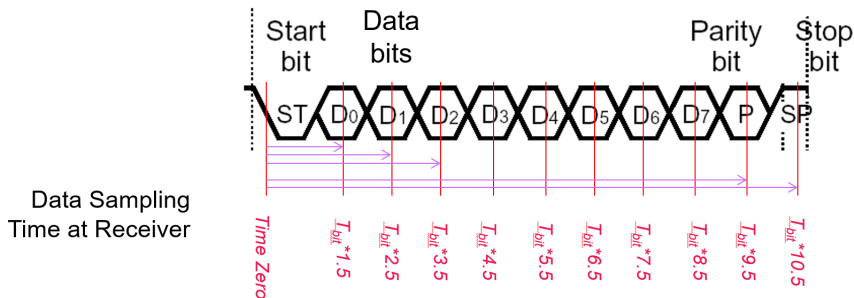 Start
bit
Data
bits
Parity
bit
Stop
bit
ST D0 D1 D2 D3 D4 D5 D6 D7 P SP
Data Sampling
Time at Receiver
Time Zero
Tbit*1.5
Tbit*2.5
Tbit*3.5
Tbit*4.5
Tbit*5.5
Tbit*6.5
Tbit*7.5
Tbit*8.5
Tbit*9.5
Tbit*10.5